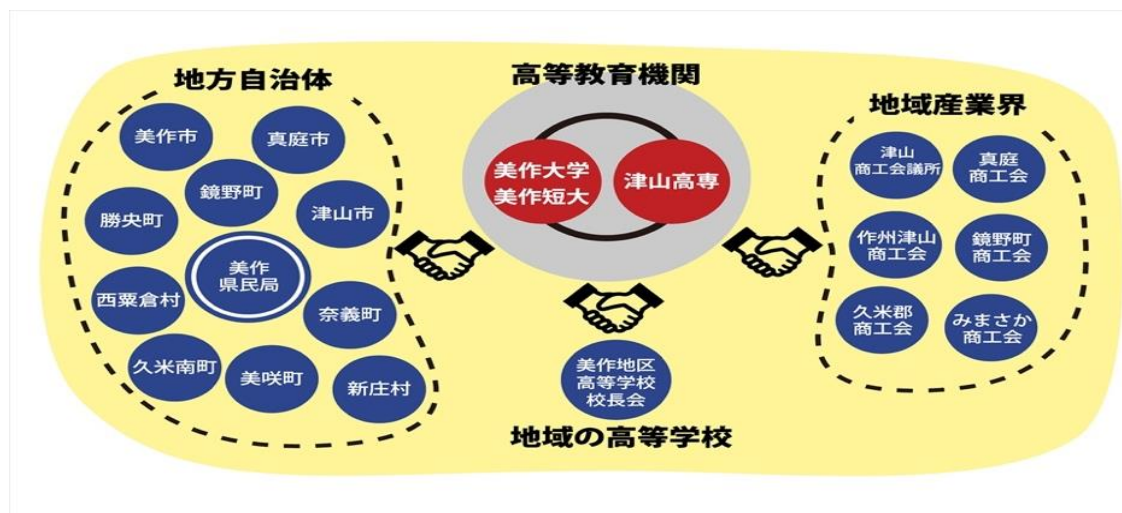 地方自治体
美作市
真庭市
鏡野町
勝央町
津山市
美作
県民局
西粟倉村
奈義町
久米南町
美咲町
新庄村
高等教育機関
美作大学
美作短大
津山高専
美作地区
高等学校
校長会
地域の高等学校
地域産業界
津山
商工会議所
真庭
商工会
作州津山
商工会
鏡野町
商工会
久米郡
商工会
みまさか
商工会